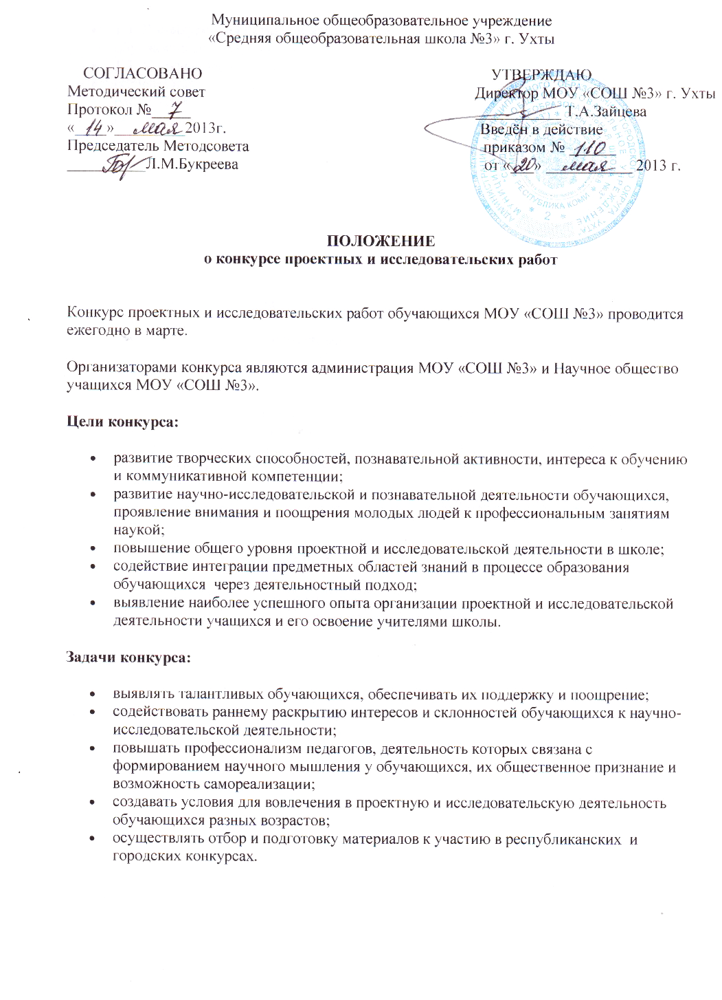 Муниципальное общеобразовательное учреждение
«Средняя общеобразовательная школа №3» г. Ухты
СОГЛАСОВАНО
Методический совет
Протокол № 7
«14» мая 2013г.
Председатель Методсовета
Л.М.Букреева
УТВЕРЖДАЮ
Директор МОУ «СОШ №3» г. Ухты
Т.А.Зайцева
Введён в действие
приказом № 110
от «20» мая 2013 г.
РЕСПУБЛИКА КОМИ
* 2 *
ПОЛОЖЕНИЕ
о конкурсе проектных и исследовательских работ
Конкурс проектных и исследовательских работ обучающихся МОУ «СОШ №3» проводится
ежегодно в марте.
Организаторами конкурса являются администрация МОУ «СОШ №3» и Научное общество
учащихся МОУ «СОШ №3».
Цели конкурса:
• развитие творческих способностей, познавательной активности, интереса к обучению
и коммуникативной компетенции;
• развитие научно-исследовательской и познавательной деятельности обучающихся,
проявление внимания и поощрения молодых людей к профессиональным занятиям
наукой;
• повышение общего уровня проектной и исследовательской деятельности в школе;
• содействие интеграции предметных областей знаний в процессе образования
обучающихся через деятельностный подход;
• выявление наиболее успешного опыта организации проектной и исследовательской
деятельности учащихся и его освоение учителями школы.
Задачи конкурса:
• выявлять талантливых обучающихся, обеспечивать их поддержку и поощрение;
• содействовать раннему раскрытию интересов и склонностей обучающихся к научно-
исследовательской деятельности;
• повышать профессионализм педагогов, деятельность которых связана с
формированием научного мышления у обучающихся, их общественное признание и
возможность самореализации;
• создавать условия для вовлечения в проектную и исследовательскую деятельность
обучающихся разных возрастов;
• осуществлять отбор и подготовку материалов к участию в республиканских и
городских конкурсах.